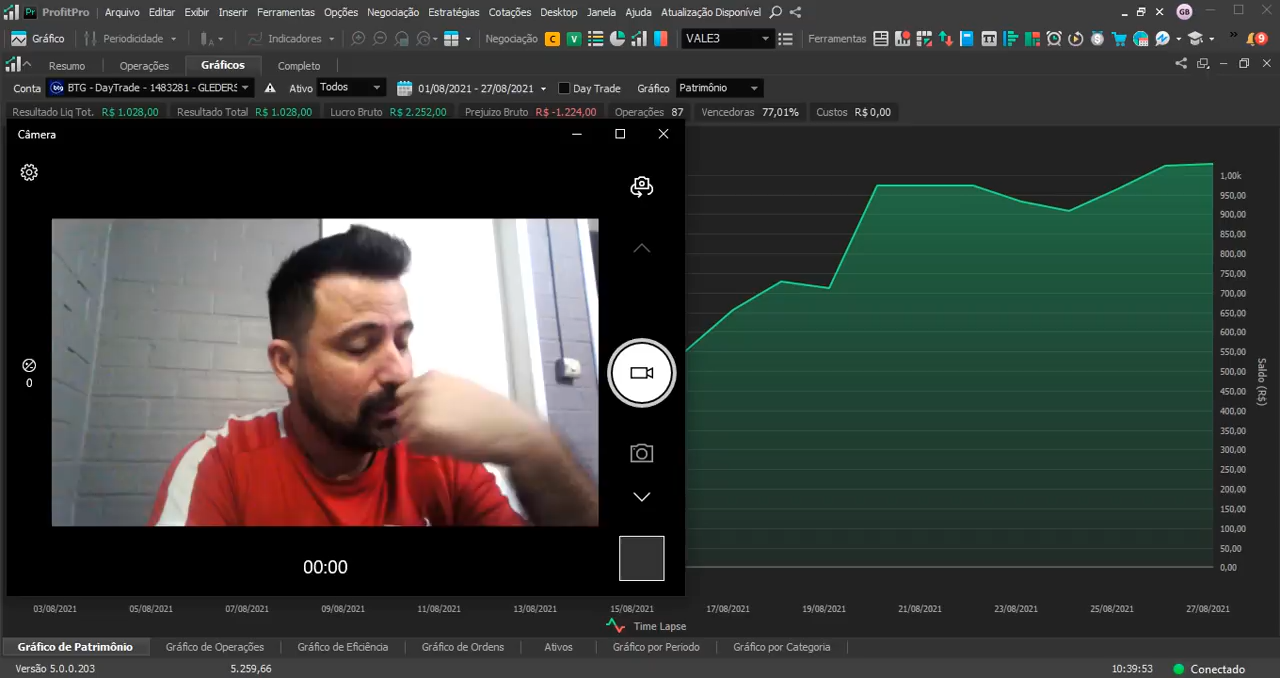 Pr ProfitPro Arquivo Editar Exibir Inserir Ferramentas Opções Negociação Estratégias Cotações Desktop Janela Ajuda Atualização Disponível GB
Gráfico Periodicidade Indicadores Negociação C V VALE3 Ferramentas TT 9
Resumo Operações Gráficos Completo
Conta BTG - DayTrade - 1483281 - GLEDERS Ativo Todos 01/08/2021 - 27/08/2021 Day Trade Gráfico Patrimônio
Resultado Liq Tot. R$ 1.028,00 Resultado Total R$ 1.028,00 Lucro Bruto R$ 2.252,00 Prejuizo Bruto R$ -1.224,00 Operações 87 Vencedoras 77,01% Custos R$ 0,00
Câmera
0
00:00
1,00k
950,00
900,00
850,00
800,00
750,00
700,00
650,00
600,00
550,00
500,00
450,00
400,00
350,00
300,00
250,00
200,00
150,00
100,00
50,00
0,00
Saldo (R$)
03/08/2021 05/08/2021 07/08/2021 09/08/2021 11/08/2021 13/08/2021 15/08/2021 17/08/2021 19/08/2021 21/08/2021 23/08/2021 25/08/2021 27/08/2021
Time Lapse
Gráfico de Patrimônio Gráfico de Operações Gráfico de Eficiência Gráfico de Ordens Ativos Gráfico por Periodo Gráfico por Categoria
Versão 5.0.0.203 5.259,66 10:39:53 Conectado